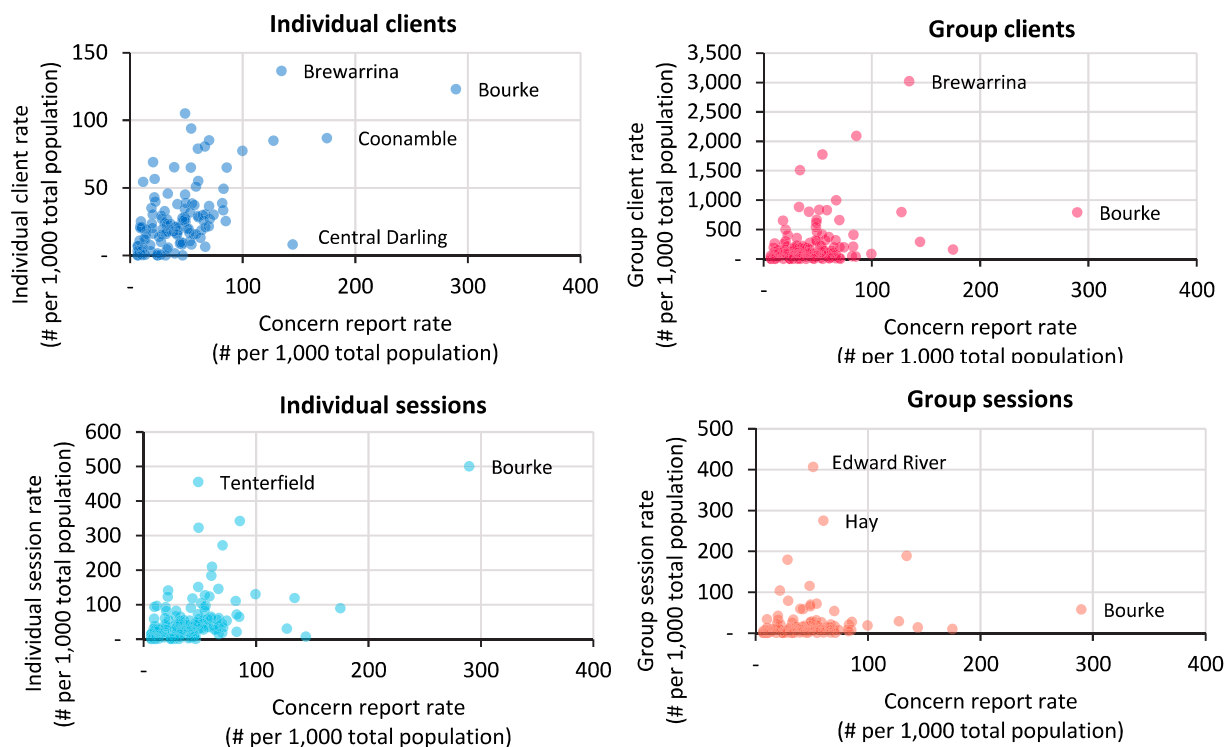 Individual clients
Individual client rate
(# per 1,000 total population)
150
100
50
-
Brewarrina
Bourke
Coonamble
Central Darling
-
100
200
300
400
Concern report rate
(# per 1,000 total population)
Group clients
Group client rate
(# per 1,000 total population)
3,500
3,000
2,500
2,000
1,500
1,000
500
-
Brewarrina
Bourke
-
100
200
300
400
Concern report rate
(# per 1,000 total population)
Individual sessions
Individual session rate
(# per 1,000 total population)
600
500
400
300
200
100
-
Bourke
Tenterfield
-
100
200
300
400
Concern report rate
(# per 1,000 total population)
Group sessions
Group session rate
(# per 1,000 total population)
500
400
300
200
100
-
Edward River
Hay
Bourke
-
100
200
300
400
Concern report rate
(# per 1,000 total population)